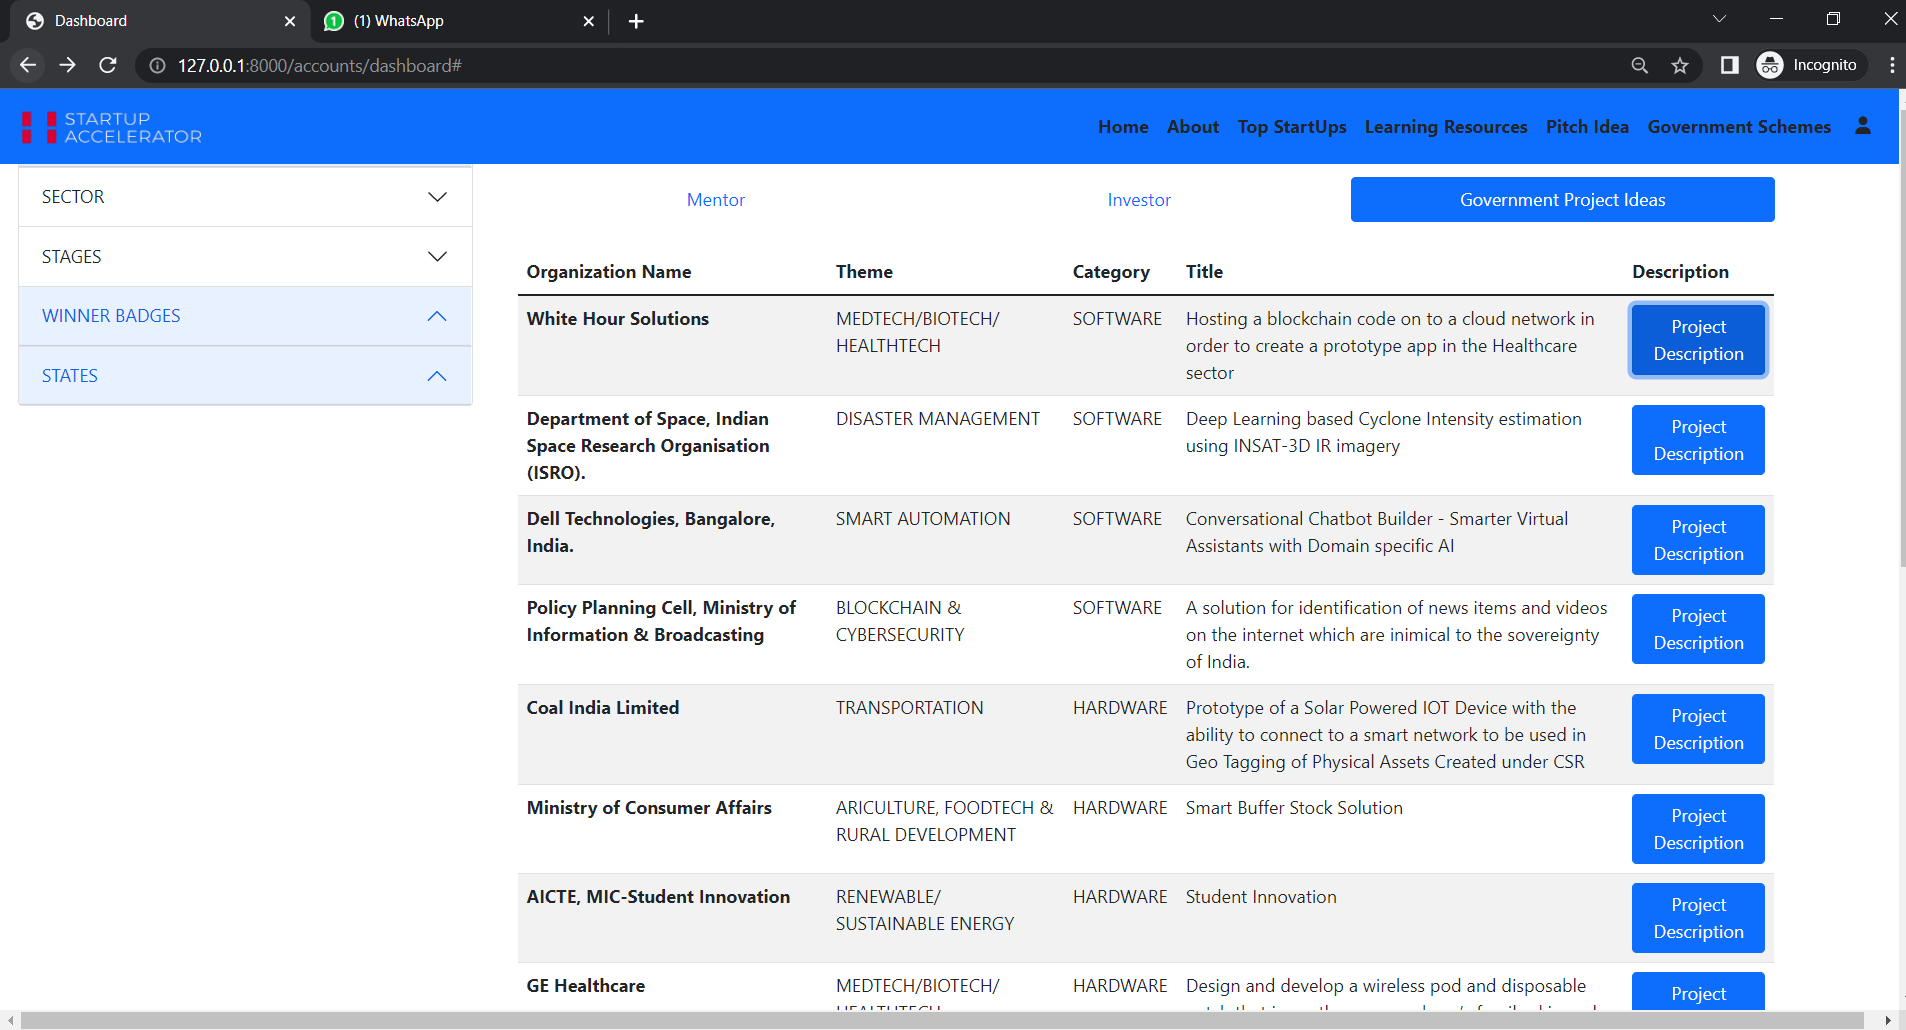 Dashboard
(1) WhatsApp
127.0.0.1:8000/accounts/dashboard#
Incognito
STARTUP
ACCELERATOR
Home About Top StartUps Learning Resources Pitch Idea Government Schemes
SECTOR
STAGES
WINNER BADGES
STATES
Mentor Investor Government Project Ideas
Organization Name Theme Category Title Description
White Hour Solutions MEDTECH/BIOTECH/ SOFTWARE Hosting a blockchain code on to a cloud network in Project
HEALTHTECH order to create a prototype app in the Healthcare Description
sector
Department of Space, Indian DISASTER MANAGEMENT SOFTWARE Deep Learning based Cyclone Intensity estimation Project
Space Research Organisation using INSAT-3D IR imagery Description
(ISRO).
Dell Technologies, Bangalore, SMART AUTOMATION SOFTWARE Conversational Chatbot Builder - Smarter Virtual Project
India. Assistants with Domain specific AI Description
Policy Planning Cell, Ministry of BLOCKCHAIN & SOFTWARE A solution for identification of news items and videos Project
Information & Broadcasting CYBERSECURITY on the internet which are inimical to the sovereignty Description
of India.
Coal India Limited TRANSPORTATION HARDWARE Prototype of a Solar Powered IOT Device with the Project
ability to connect to a smart network to be used in Description
Geo Tagging of Physical Assets Created under CSR
Ministry of Consumer Affairs ARICULTURE, FOODTECH & HARDWARE Smart Buffer Stock Solution Project
RURAL DEVELOPMENT Description
AICTE, MIC-Student Innovation RENEWABLE/ HARDWARE Student Innovation Project
SUSTAINABLE ENERGY Description
GE Healthcare MEDTECH/BIOTECH/ HARDWARE Design and develop a wireless pod and disposable Project